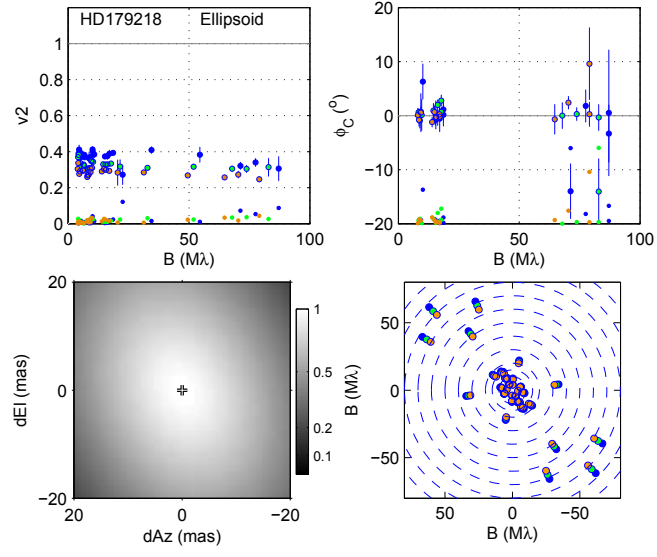 HD179218 Ellipsoid
1
0.8
0.6
0.4
0.2
0
v2
0 50 100
B (Mλ)
20
10
0
−10
−20
ϕC (°)
0 50 100
B (Mλ)
20
0
−20
dEl (mas)
20 0 −20
dAz (mas)
1
0.5
0.2
0.1
50
0
−50
B (Mλ)
50 0 −50
B (Mλ)